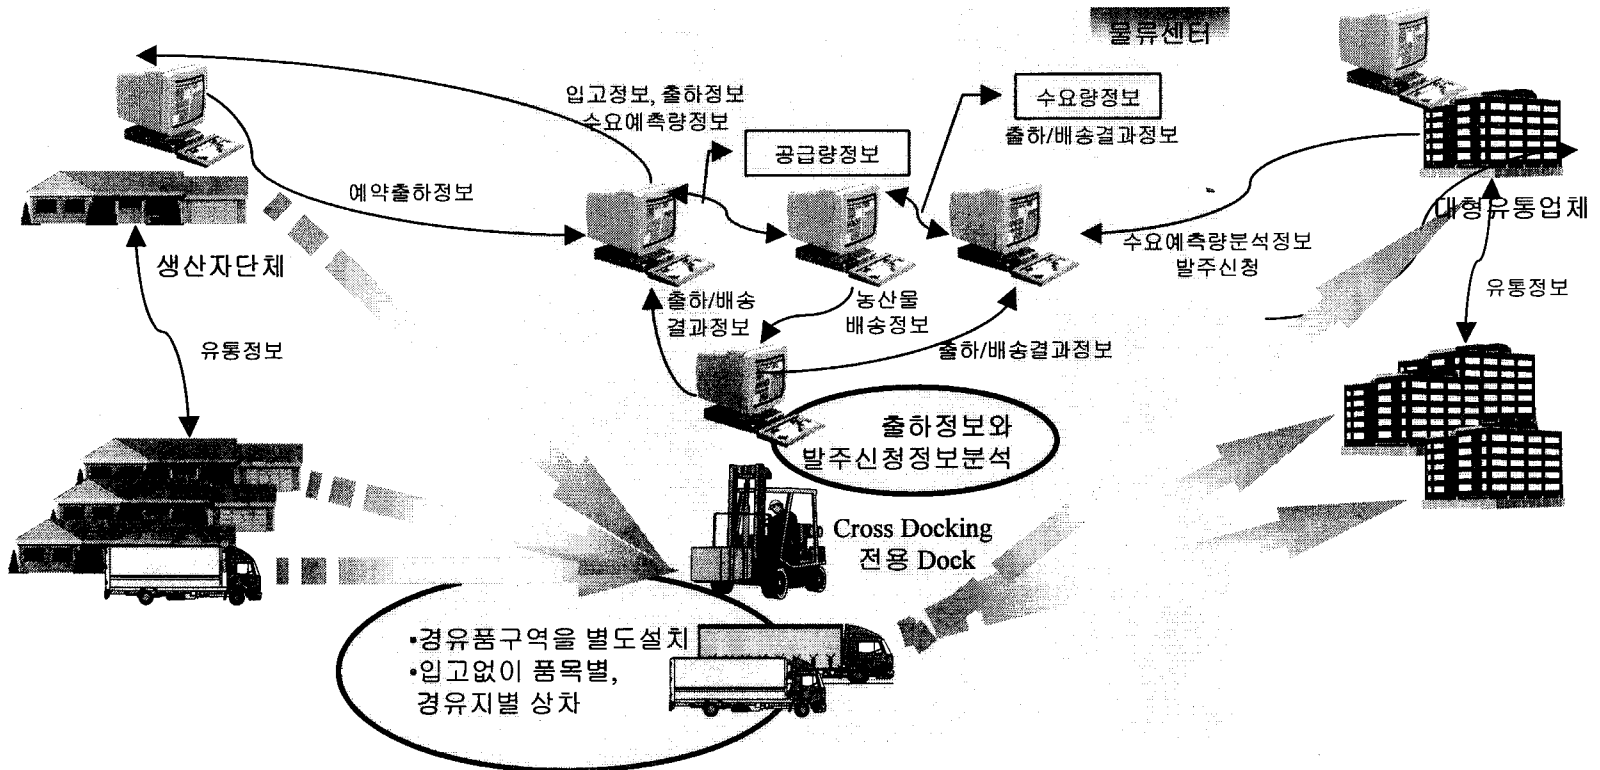 물류센터
입고정보, 출하정보
수요예측량정보
수요량정보
출하/배송결과정보
공급량정보
예약출하정보
생산자단체
대형유통업체
수요예측량분석정보
발주신청
유통정보
출하/배송
결과정보
농산물
배송정보
출하/배송결과정보
유통정보
출하정보와
발주신청정보분석
Cross Docking
전용 Dock
•경유품구역을 별도설치
•입고없이 품목별,
경유지별 상차